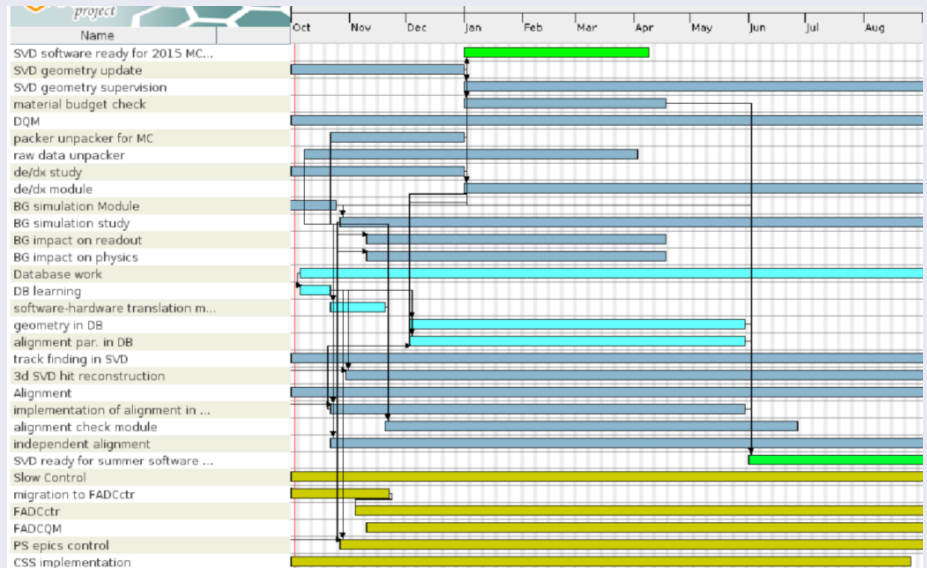 project
Oct Nov Dec Jan Feb Mar Apr May Jun Jul Aug
Name
SVD software ready for 2015 MC...
SVD geometry update
SVD geometry supervision
material budget check
DQM
packer unpacker for MC
raw data unpacker
de/dx study
de/dx module
BG simulation Module
BG simulation study
BG impact on readout
BG impact on physics
Database work
DB learning
software-hardware translation m...
geometry in DB
alignment par. in DB
track finding in SVD
3d SVD hit reconstruction
Alignment
implementation of alignment in ...
alignment check module
independent alignment
SVD ready for summer software ...
Slow Control
migration to FADCctr
FADCctr
FADCQM
PS epics control
CSS implementation